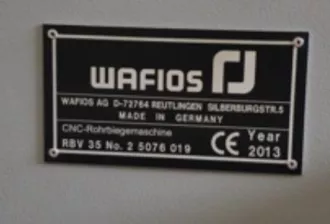 WAFIOS
WAFIOS AG D-72764 REUTLINGEN SILBERBURGSTR.5
MADE IN GERMANY
CNC-Rohrbiegemaschine
RBV 35 No. 2 5076 019
CE Year
2013